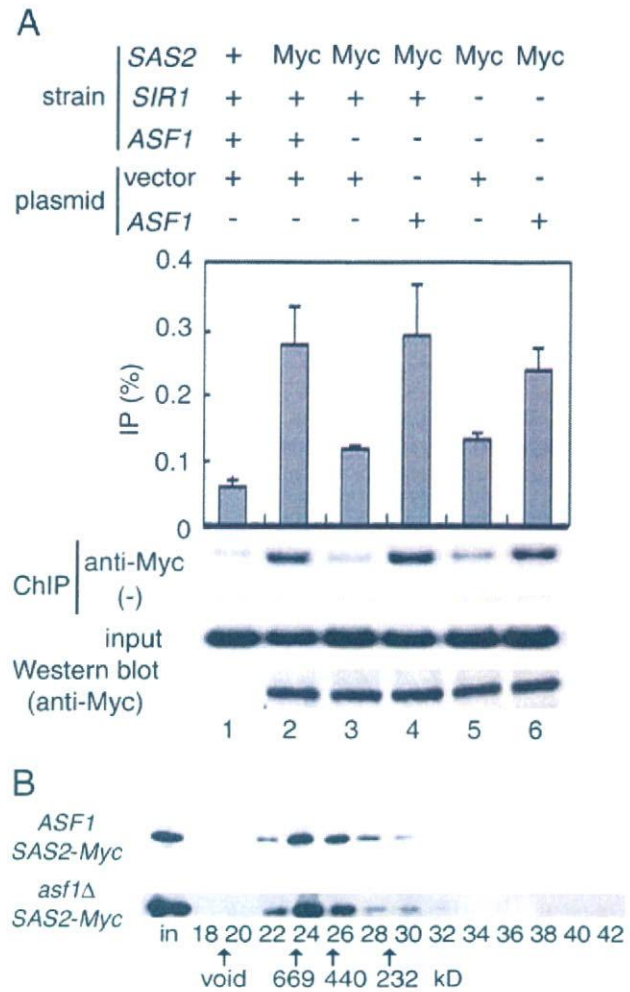 A
SAS2 + Myc Myc Myc Myc Myc
strain SIR1 + + + + - -
ASF1 + + - - - -
plasmid vector + + + - + -
ASF1 - - - + - +
0.4
0.3
0.2
0.1
0
IP (%)
ChIP anti-Myc
(-)
input
Western blot
(anti-Myc)
1 2 3 4 5 6
B
ASF1
SAS2-Myc
asf1Δ
SAS2-Myc
in 18 20 22 24 26 28 30 32 34 36 38 40 42
void 669 440 232 kD